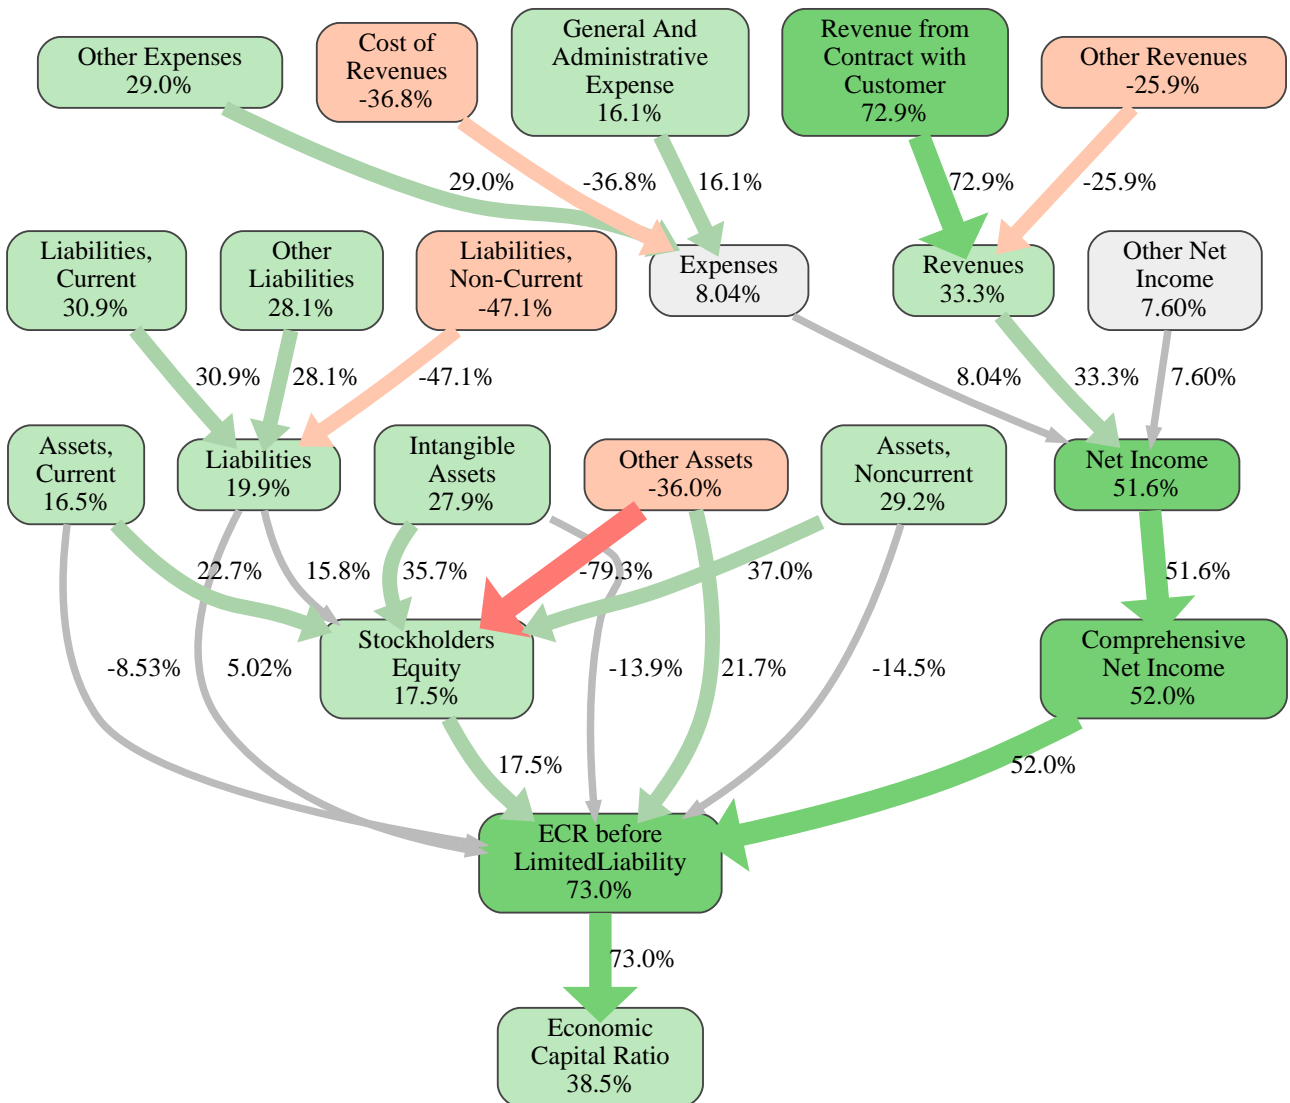 Other Expenses
29.0%
Cost of
Revenues
-36.8%
General And
Administrative
Expense
16.1%
Revenue from
Contract with
Customer
72.9%
Other Revenues
-25.9%
29.0%
-36.8%
16.1%
72.9%
-25.9%
Liabilities,
Current
30.9%
Other
Liabilities
28.1%
Liabilities,
Non-Current
-47.1%
Expenses
8.04%
Revenues
33.3%
Other Net
Income
7.60%
30.9%
28.1%
-47.1%
8.04%
33.3%
7.60%
Assets,
Current
16.5%
Liabilities
19.9%
Intangible
Assets
27.9%
Other Assets
-36.0%
Assets,
Noncurrent
29.2%
Net Income
51.6%
22.7%
15.8%
35.7%
-79.3%
37.0%
51.6%
Stockholders
Equity
17.5%
Comprehensive
Net Income
52.0%
-8.53%
5.02%
-13.9%
21.7%
-14.5%
17.5%
52.0%
ECR before
LimitedLiability
73.0%
73.0%
Economic
Capital Ratio
38.5%